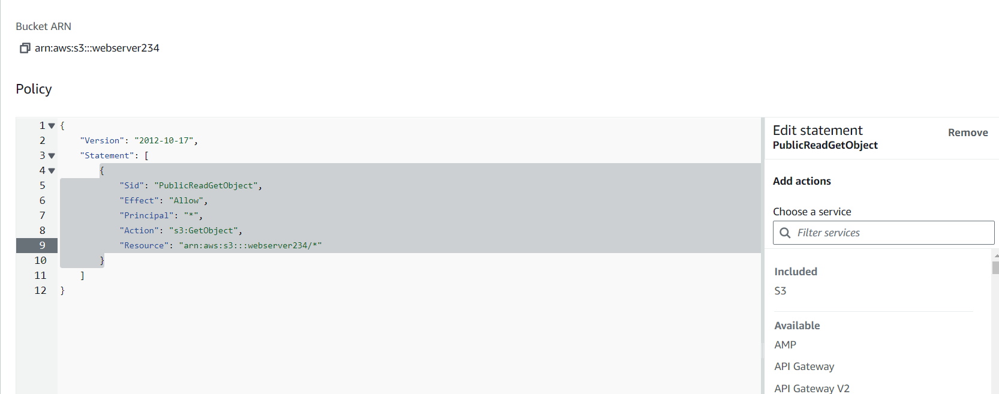 Bucket ARN
arn:aws:s3:::webserver234
Policy
1 {
2 "Version": "2012-10-17",
3 "Statement": [
4 {
5 "Sid": "PublicReadGetObject",
6 "Effect": "Allow",
7 "Principal": "*",
8 "Action": "s3:GetObject",
9 "Resource": "arn:aws:s3:::webserver234/*"
10 }
11 ]
12 }
Edit statement
PublicReadGetObject
Remove
Add actions
Choose a service
Filter services
Included
S3
Available
AMP
API Gateway
API Gateway V2